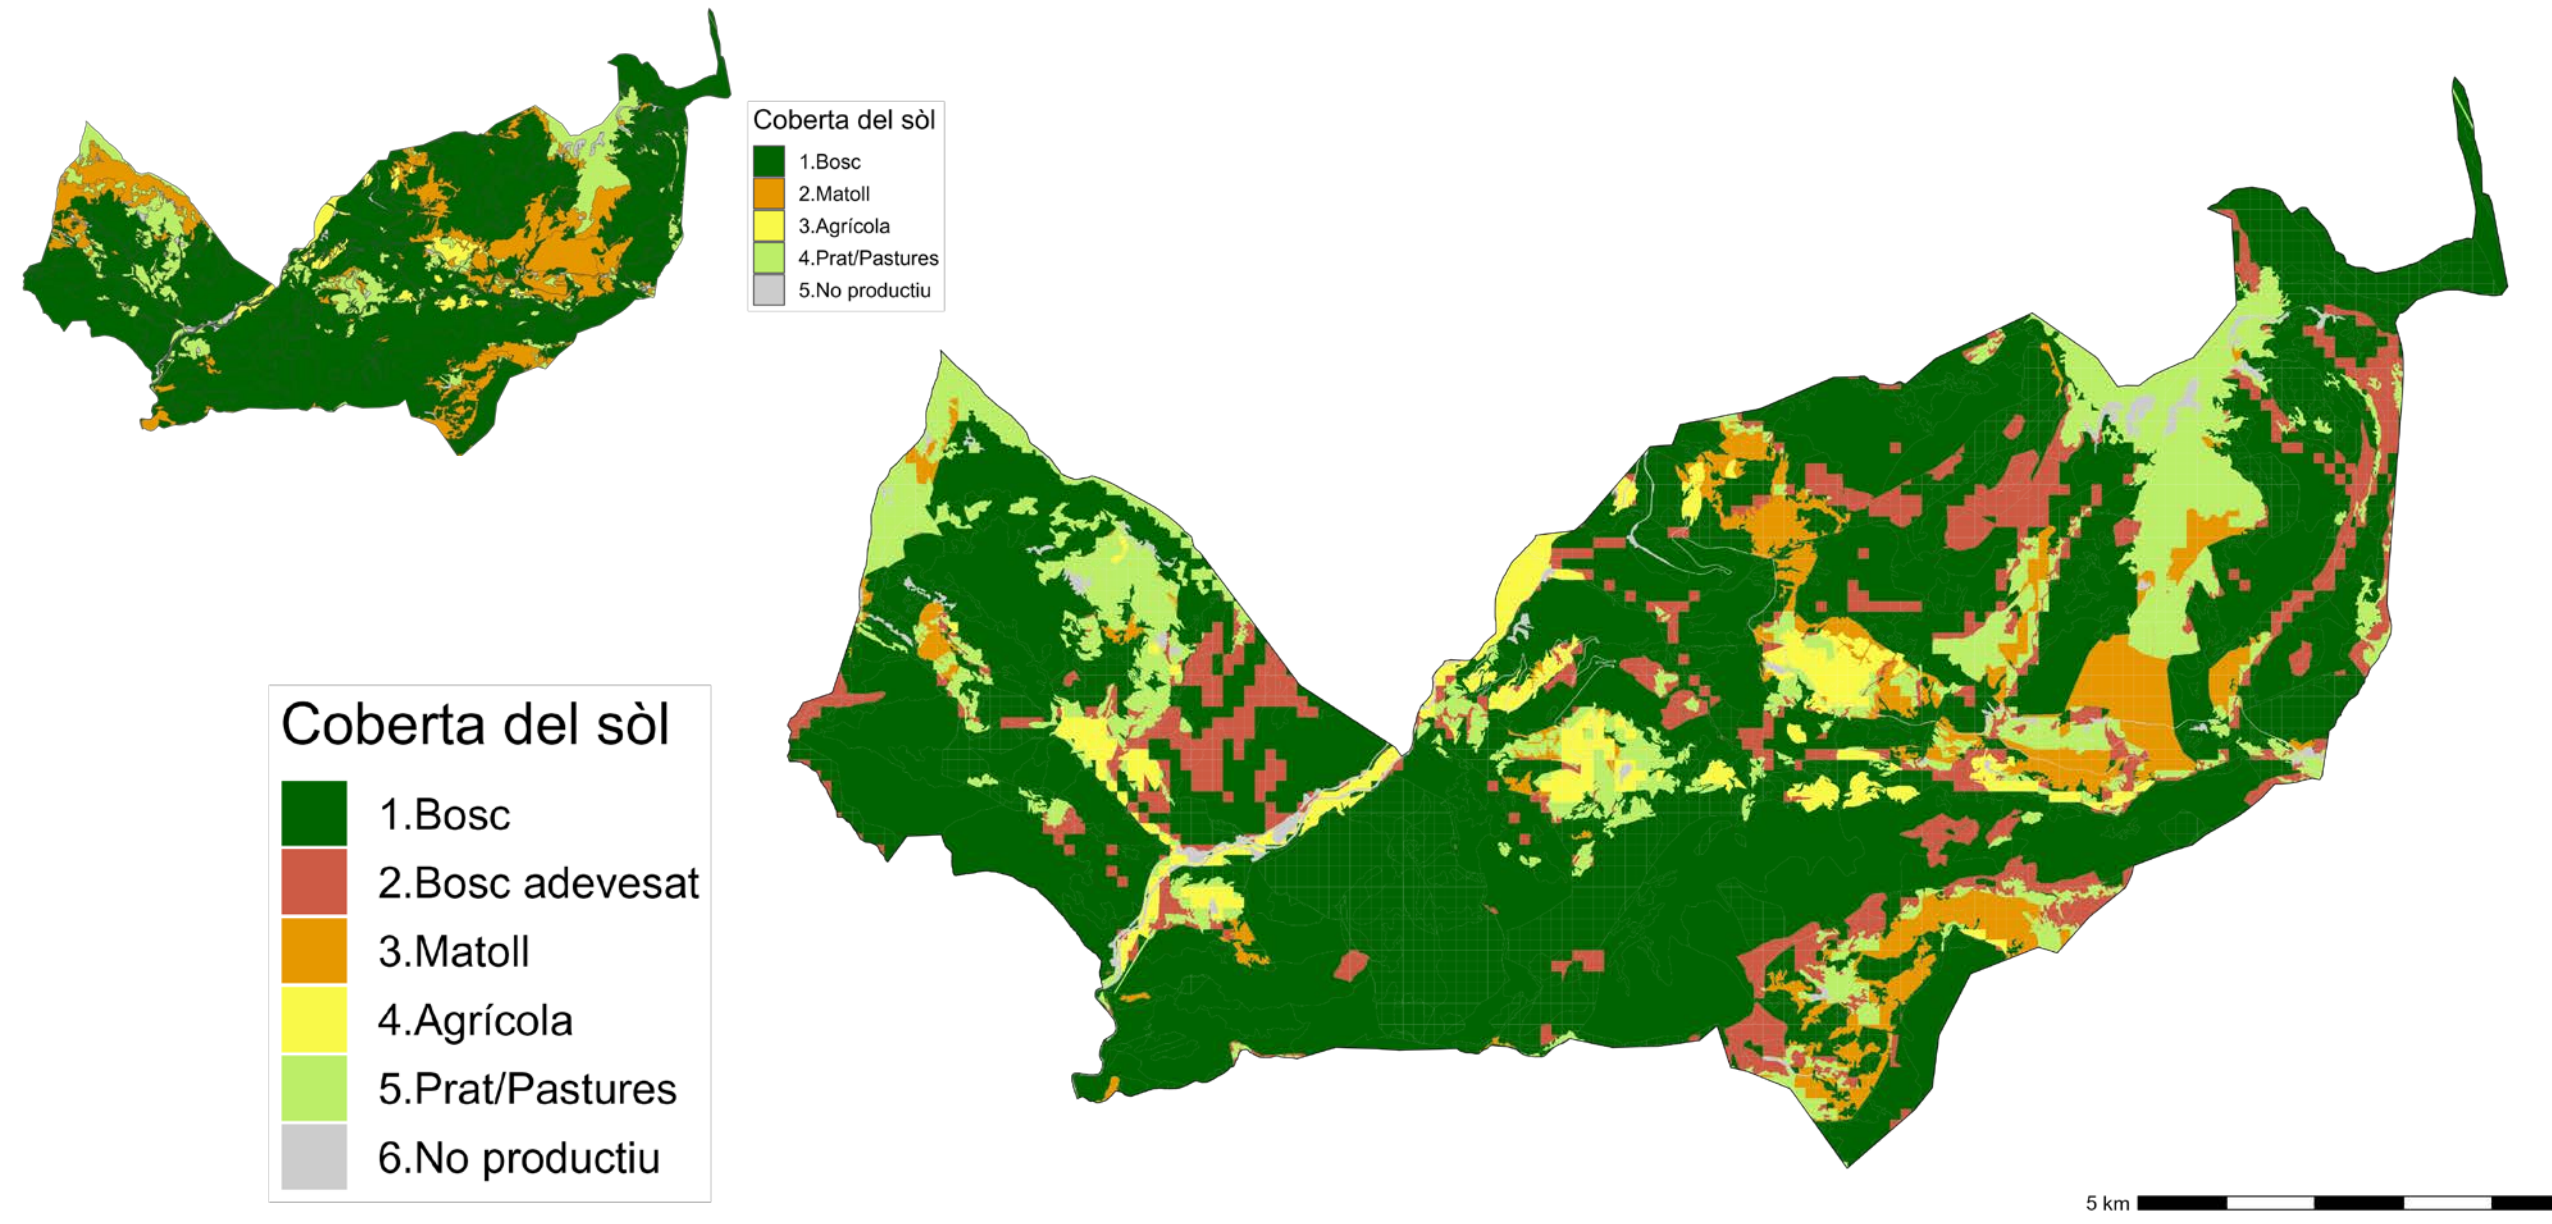 Coberta del sòl
1.Bosc
2.Matoll
3.Agrícola
4.Prat/Pastures
5.No productiu
Coberta del sòl
1.Bosc
2.Bosc adevesat
3.Matoll
4.Agrícola
5.Prat/Pastures
6.No productiu
5 km